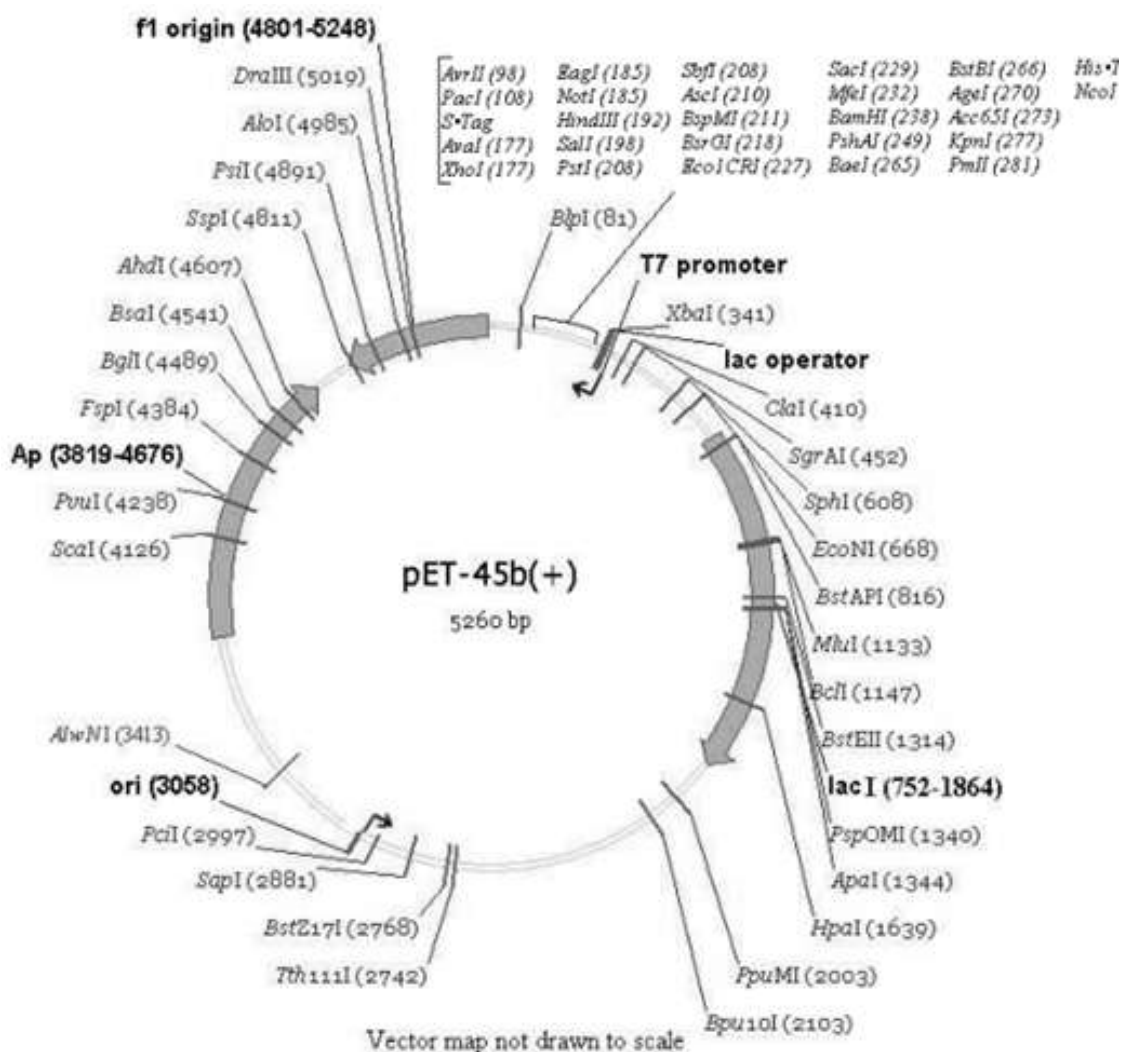 f1 origin (4801-5248)
DraIII (5019)
AloI (4985)
PsiI (4891)
SspI (4811)
AhdI (4607)
BsaI (4541)
BglI (4489)
FspI (4384)
Ap (3819-4676)
PvuI (4238)
ScaI (4126)
AlwNI (3413)
ori (3058)
PciI (2997)
SapI (2881)
BstZ17I (2768)
Tth111I (2742)
AvrII (98) EagI (185) SbfI (208) SacI (229) BstBI (266) His•T
PacI (108) NotI (185) AscI (210) MfeI (232) AgeI (270) NcoI
S•Tag HindIII (192) BspMI (211) BamHI (238) Acc65I (273)
AvaI (177) SalI (198) BsrGI (218) PshAI (249) KpnI (277)
XhoI (177) PstI (208) Eco1CRI (227) BaeI (265) PmlI (281)
BlpI (81)
T7 promoter
XbaI (341)
lac operator
ClaI (410)
SgrAI (452)
SphI (608)
EcoNI (668)
BstAPI (816)
MluI (1133)
BclI (1147)
BstEII (1314)
lac I (752-1864)
PspOMI (1340)
ApaI (1344)
HpaI (1639)
PpuMI (2003)
Bpu10I (2103)
pET-45b(+)
5260 bp
Vector map not drawn to scale